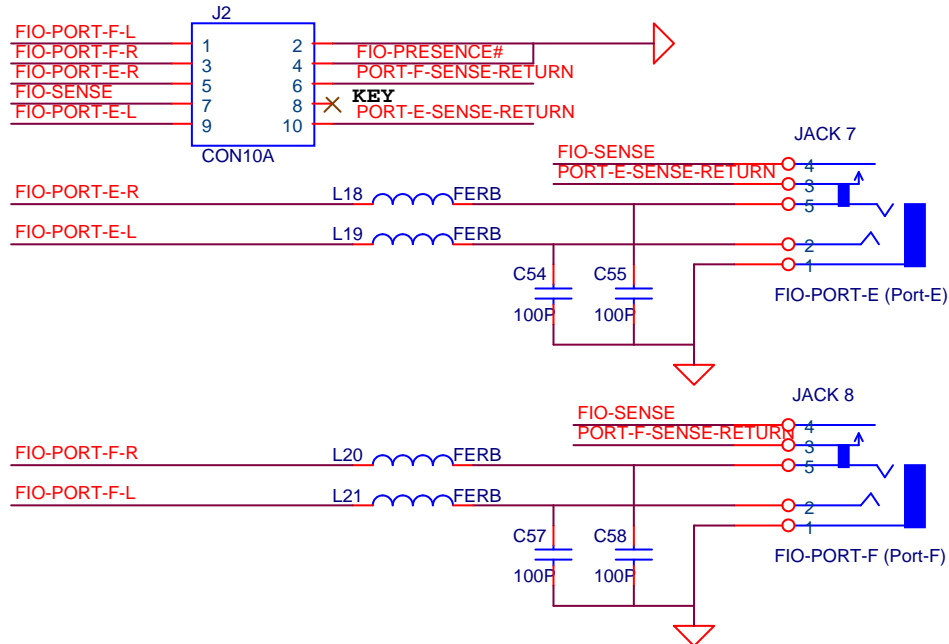 J2
FIO-PORT-F-L 1 2
FIO-PORT-F-R 3 4 FIO-PRESENCE#
FIO-PORT-E-R 5 6 PORT-F-SENSE-RETURN
FIO-SENSE 7 8 KEY
FIO-PORT-E-L 9 10 PORT-E-SENSE-RETURN
CON10A
JACK 7
FIO-SENSE 4
PORT-E-SENSE-RETURN 3
FIO-PORT-E-R L18 FERB 5
FIO-PORT-E-L L19 FERB 2
1
C54 C55
100P 100P
FIO-PORT-E (Port-E)
JACK 8
FIO-SENSE 4
PORT-F-SENSE-RETURN 3
FIO-PORT-F-R L20 FERB 5
FIO-PORT-F-L L21 FERB 2
1
C57 C58
100P 100P
FIO-PORT-F (Port-F)